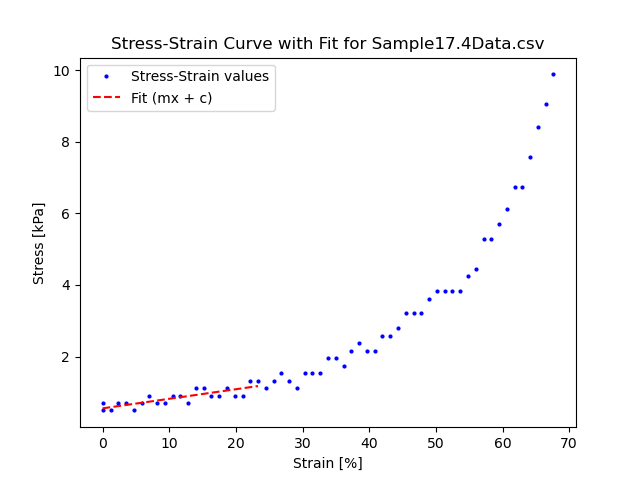 Stress-Strain Curve with Fit for Sample17.4Data.csv
Stress-Strain values
Fit (mx + c)
10
8
6
4
2
Stress [kPa]
0 10 20 30 40 50 60 70
Strain [%]